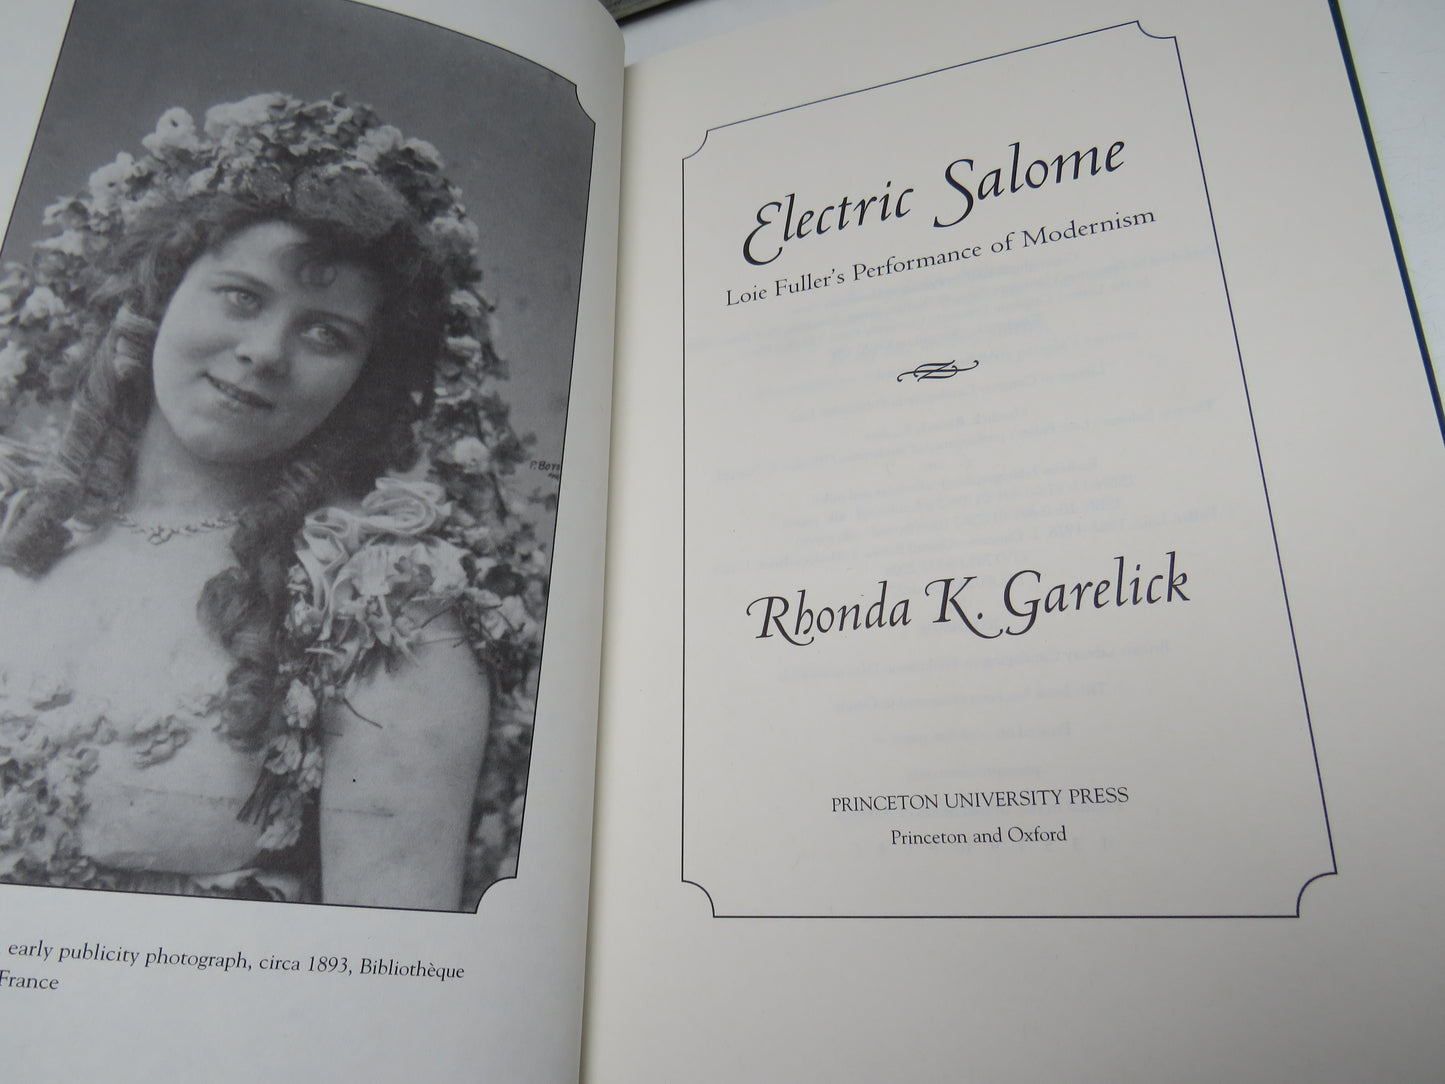 P. BOYE
early publicity photograph, circa 1893, Bibliothèque
France
Electric Salome
Loie Fuller's Performance of Modernism
Rhonda K. Garelick
PRINCETON UNIVERSITY PRESS
Princeton and Oxford